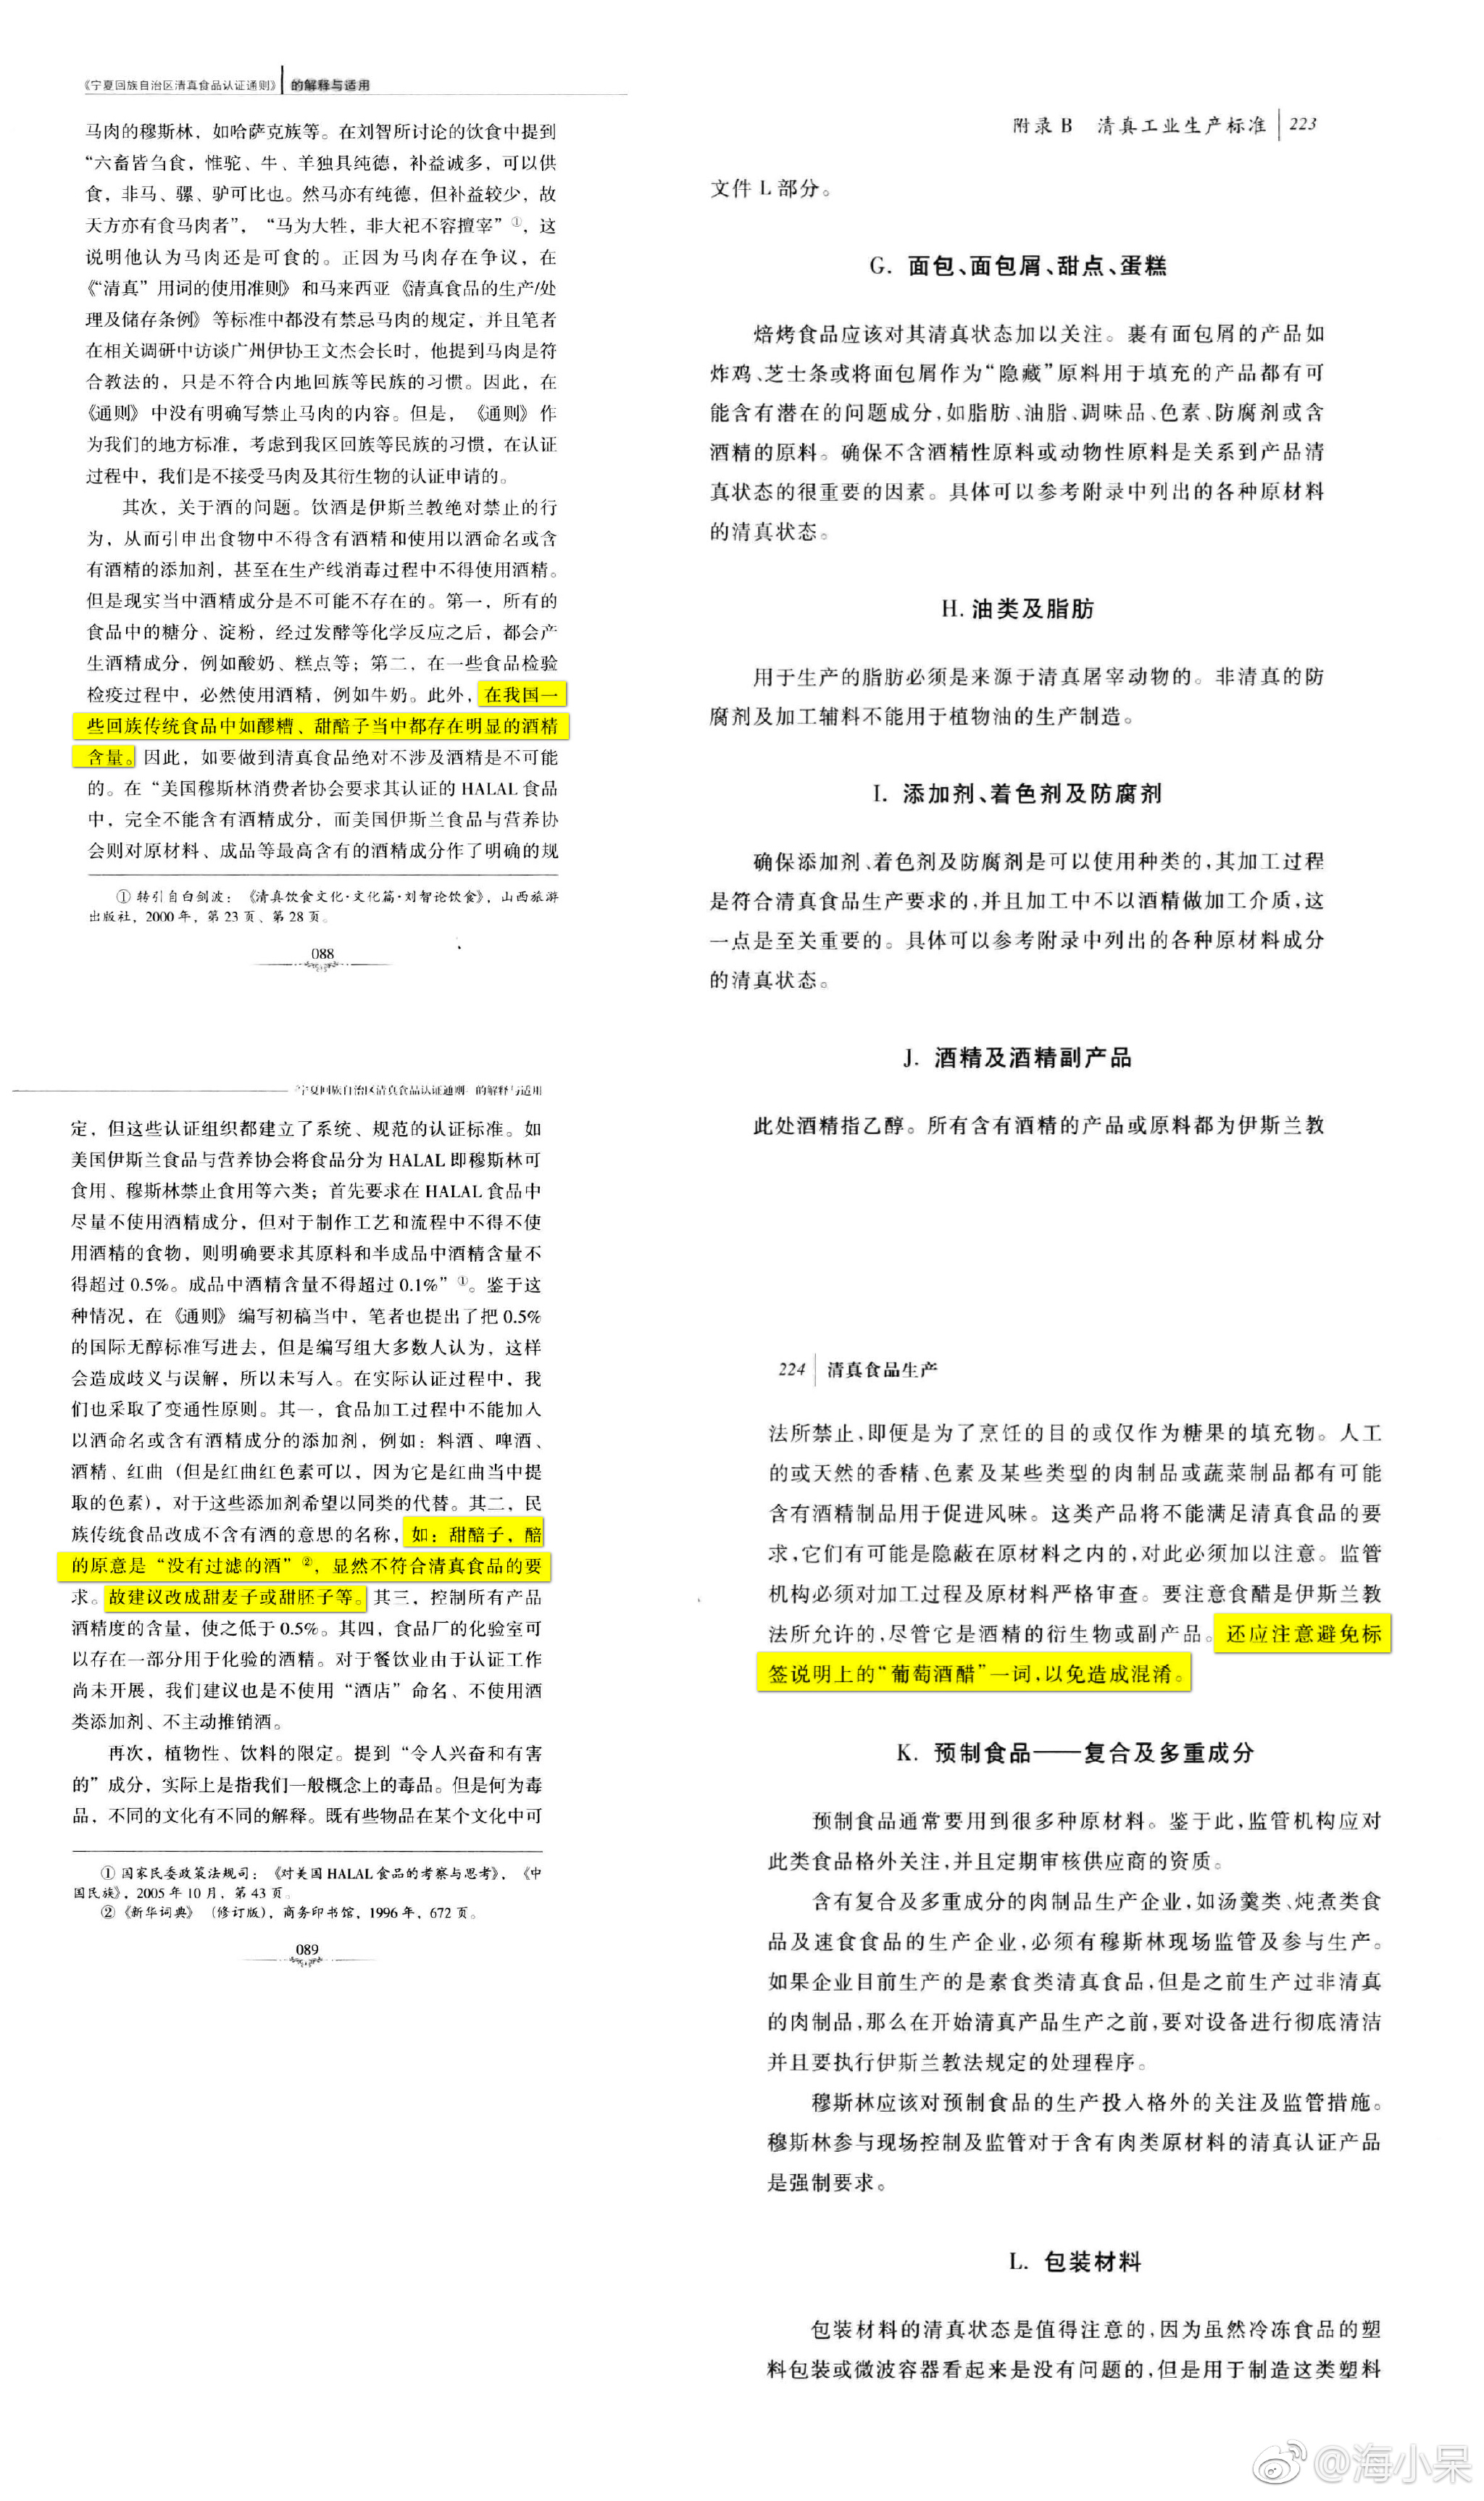 《宁夏回族自治区清真食品认证通则》的解释与适用
马肉的穆斯林，如哈萨克族等。在刘智所讨论的饮食中提到
“六畜皆刍食，惟驼、牛、羊独具纯德，补益诚多，可以供
食，非马、骡、驴可比也。然马亦有纯德，但补益较少，故
天方亦有食马肉者”，“马为大牲，非大祀不容擅宰”①，这
说明他认为马肉还是可食的。正因为马肉存在争议，在
《“清真”用词的使用准则》和马来西亚《清真食品的生产/处
理及储存条例》等标准中都没有禁忌马肉的规定，并且笔者
在相关调研中访谈广州伊协王文杰会长时，他提到马肉是符
合教法的，只是不符合内地回族等民族的习惯。因此，在
《通则》中没有明确写禁止马肉的内容。但是，《通则》作
为我们的地方标准，考虑到我区回族等民族的习惯，在认证
过程中，我们是不接受马肉及其衍生物的认证申请的。
其次，关于酒的问题。饮酒是伊斯兰教绝对禁止的行
为，从而引申出食物中不得含有酒精和使用以酒命名或含
有酒精的添加剂，甚至在生产线消毒过程中不得使用酒精。
但是现实当中酒精成分是不可能不存在的。第一，所有的
食品中的糖分、淀粉，经过发酵等化学反应之后，都会产
生酒精成分，例如酸奶、糕点等；第二，在一些食品检验
检疫过程中，必然使用酒精，例如牛奶。此外，在我国一
些回族传统食品中如醪糟、甜醅子当中都存在明显的酒精
含量。因此，如要做到清真食品绝对不涉及酒精是不可能
的。在“美国穆斯林消费者协会要求其认证的 HALAL 食品
中，完全不能含有酒精成分，而美国伊斯兰食品与营养协
会则对原材料、成品等最高含有的酒精成分作了明确的规
① 转引自白剑波：《清真饮食文化·文化篇·刘智论饮食》，山西旅游
出版社，2000 年，第 23 页、第 28 页。
088
《宁夏回族自治区清真食品认证通则》的解释与适用
定，但这些认证组织都建立了系统、规范的认证标准。如
美国伊斯兰食品与营养协会将食品分为 HALAL 即穆斯林可
食用、穆斯林禁止食用等六类；首先要求在 HALAL 食品中
尽量不使用酒精成分，但对于制作工艺和流程中不得不使
用酒精的食物，则明确要求其原料和半成品中酒精含量不
得超过 0.5%。成品中酒精含量不得超过 0.1%”①。鉴于这
种情况，在《通则》编写初稿当中，笔者也提出了把 0.5%
的国际无醇标准写进去，但是编写组大多数人认为，这样
会造成歧义与误解，所以未写入。在实际认证过程中，我
们也采取了变通性原则。其一，食品加工过程中不能加入
以酒命名或含有酒精成分的添加剂，例如：料酒、啤酒、
酒精、红曲（但是红曲红色素可以，因为它是红曲当中提
取的色素），对于这些添加剂希望以同类的代替。其二，民
族传统食品改成不含有酒的意思的名称，如：甜醅子，醅
的原意是“没有过滤的酒”②，显然不符合清真食品的要
求。故建议改成甜麦子或甜胚子等。其三，控制所有产品
酒精度的含量，使之低于 0.5%。其四，食品厂的化验室可
以存在一部分用于化验的酒精。对于餐饮业由于认证工作
尚未开展，我们建议也是不使用“酒店”命名、不使用酒
类添加剂、不主动推销酒。
再次，植物性、饮料的限定。提到“令人兴奋和有害
的”成分，实际上是指我们一般概念上的毒品。但是何为毒
品，不同的文化有不同的解释。既有些物品在某个文化中可
① 国家民委政策法规司：《对美国 HALAL 食品的考察与思考》，《中
国民族》，2005 年 10 月，第 43 页。
②《新华词典》（修订版），商务印书馆，1996 年，672 页。
089
附录 B 清真工业生产标准 223
文件 L 部分。
G. 面包、面包屑、甜点、蛋糕
焙烤食品应该对其清真状态加以关注。裹有面包屑的产品如
炸鸡、芝士条或将面包屑作为“隐藏”原料用于填充的产品都有可
能含有潜在的问题成分，如脂肪、油脂、调味品、色素、防腐剂或含
酒精的原料。确保不含酒精性原料或动物性原料是关系到产品清
真状态的很重要的因素。具体可以参考附录中列出的各种原材料
的清真状态。
H. 油类及脂肪
用于生产的脂肪必须是来源于清真屠宰动物的。非清真的防
腐剂及加工辅料不能用于植物油的生产制造。
I. 添加剂、着色剂及防腐剂
确保添加剂、着色剂及防腐剂是可以使用种类的，其加工过程
是符合清真食品生产要求的，并且加工中不以酒精做加工介质，这
一点是至关重要的。具体可以参考附录中列出的各种原材料成分
的清真状态。
J. 酒精及酒精副产品
此处酒精指乙醇。所有含有酒精的产品或原料都为伊斯兰教
224 清真食品生产
法所禁止，即便是为了烹饪的目的或仅作为糖果的填充物。人工
的或天然的香精、色素及某些类型的肉制品或蔬菜制品都有可能
含有酒精制品用于促进风味。这类产品将不能满足清真食品的要
求，它们有可能是隐蔽在原材料之内的，对此必须加以注意。监管
机构必须对加工过程及原材料严格审查。要注意食醋是伊斯兰教
法所允许的，尽管它是酒精的衍生物或副产品。还应注意避免标
签说明上的“葡萄酒醋”一词，以免造成混淆。
K. 预制食品——复合及多重成分
预制食品通常要用到很多种原材料。鉴于此，监管机构应对
此类食品格外关注，并且定期审核供应商的资质。
含有复合及多重成分的肉制品生产企业，如汤羹类、炖煮类食
品及速食食品的生产企业，必须有穆斯林现场监管及参与生产。
如果企业目前生产的是素食类清真食品，但是之前生产过非清真
的肉制品，那么在开始清真产品生产之前，要对设备进行彻底清洁
并且要执行伊斯兰教法规定的处理程序。
穆斯林应该对预制食品的生产投入格外的关注及监管措施。
穆斯林参与现场控制及监管对于含有肉类原材料的清真认证产品
是强制要求。
L. 包装材料
包装材料的清真状态是值得注意的，因为虽然冷冻食品的塑
料包装或微波容器看起来是没有问题的，但是用于制造这类塑料
@海小呆